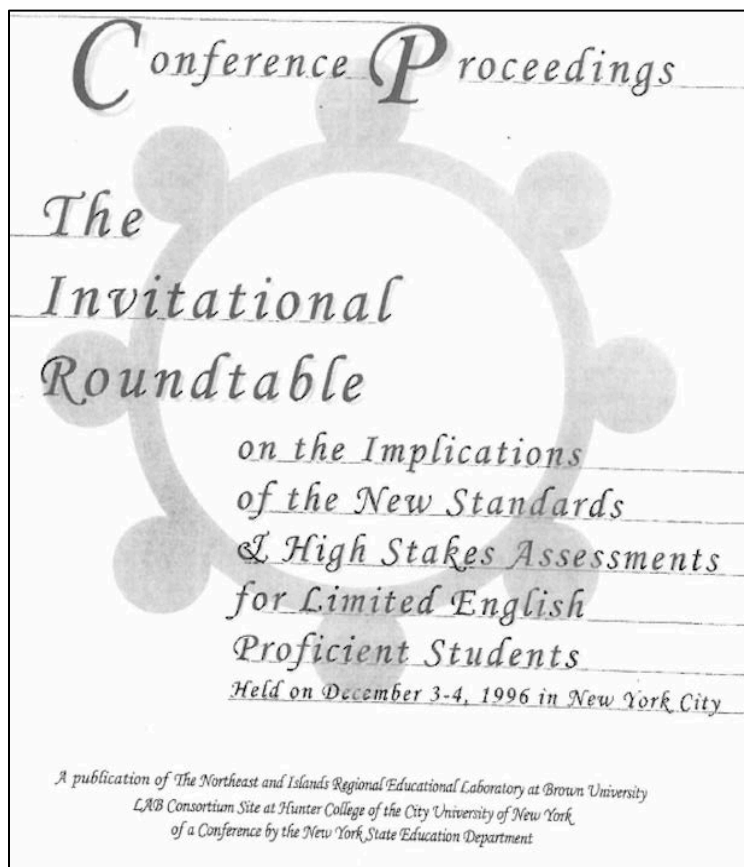 Conference Proceedings
The
Invitational
Roundtable
on the Implications
of the New Standards
& High Stakes Assessments
for Limited English
Proficient Students
Held on December 3-4, 1996 in New York City
A publication of The Northeast and Islands Regional Educational Laboratory at Brown University
LAB Consortium Site at Hunter College of the City University of New York
of a Conference by the New York State Education Department